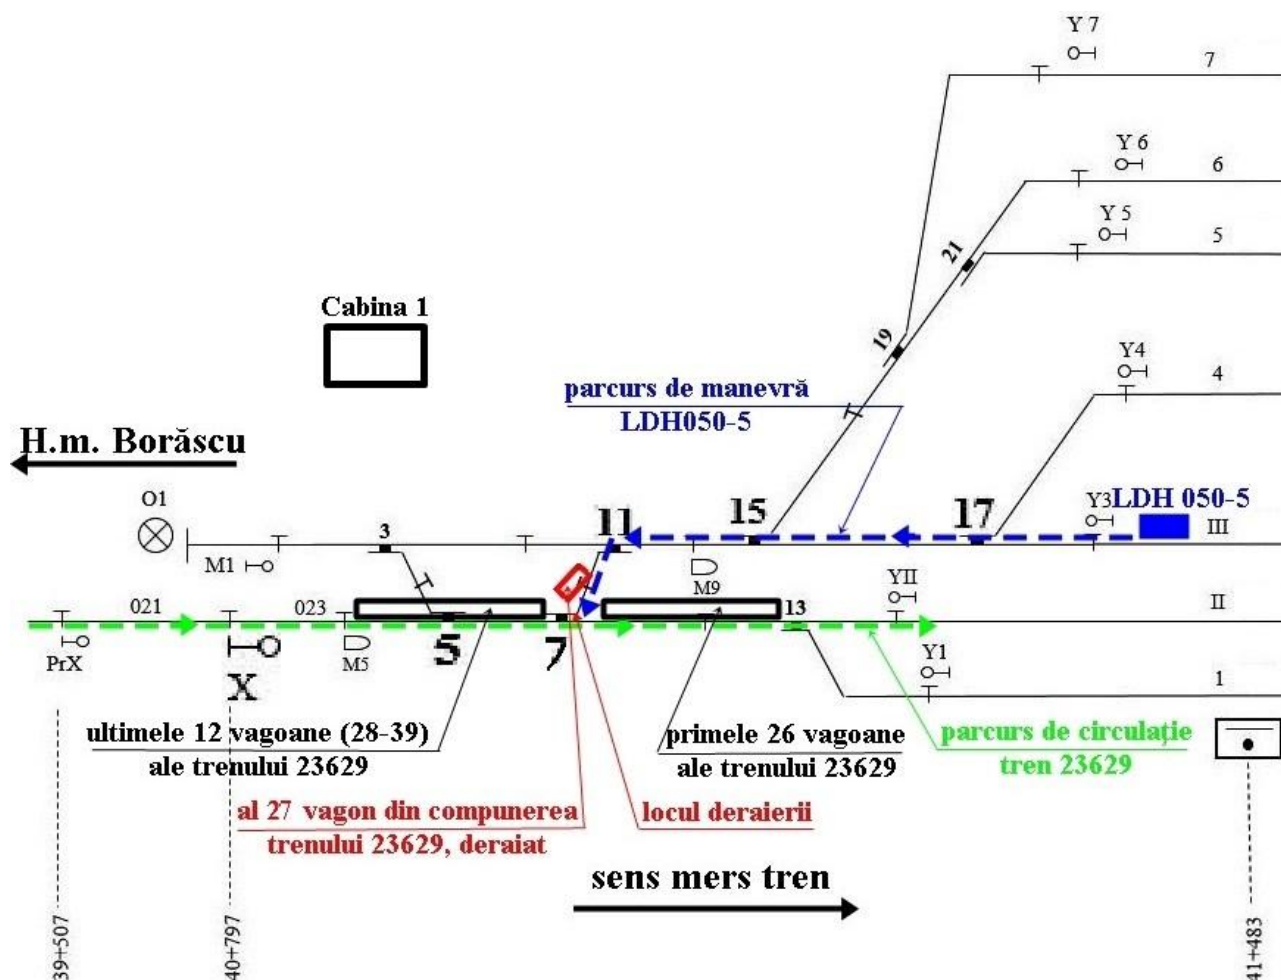 Y 7
7
Y 6
6
Y 5
5
21
Cabina 1
19
Y4
4
parcurs de manevră
LDH050-5
H.m. Borăscu
O1
3
11
15
17
Y3
LDH 050-5
III
M1
M9
YII
II
021
023
13
PrX
X
M5
5
7
Y1
1
ultimele 12 vagoane (28-39)
ale trenului 23629
primele 26 vagoane
ale trenului 23629
parcurs de circulație
tren 23629
al 27 vagon din compunerea
trenului 23629, deraiat
locul deraierii
sens mers tren
39+507
40+797
41+483